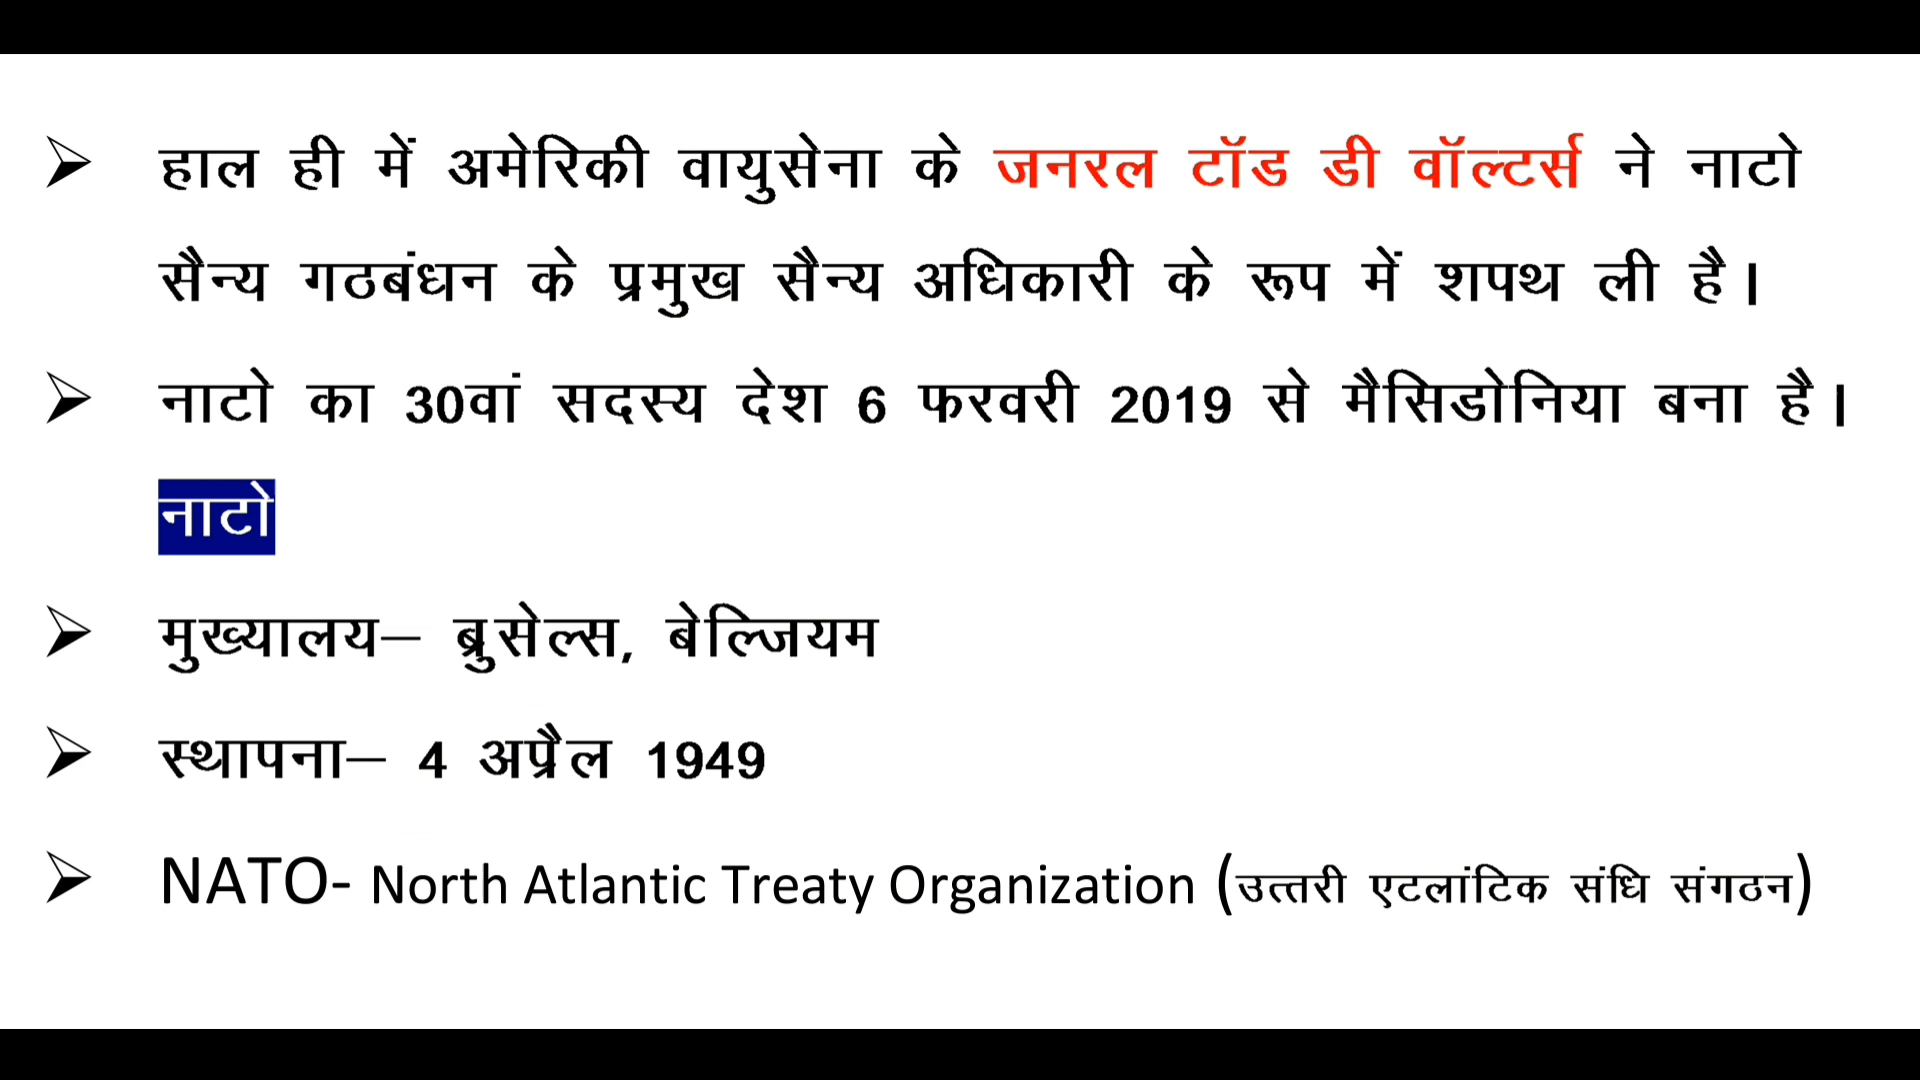 ➢ हाल ही में अमेरिकी वायुसेना के जनरल टॉड डी वॉल्टर्स ने नाटो
सैन्य गठबंधन के प्रमुख सैन्य अधिकारी के रूप में शपथ ली है।
➢ नाटो का 30वां सदस्य देश 6 फरवरी 2019 से मैसिडोनिया बना है।
नाटो
➢ मुख्यालय– ब्रुसेल्स, बेल्जियम
➢ स्थापना– 4 अप्रैल 1949
➢ NATO- North Atlantic Treaty Organization (उत्तरी एटलांटिक संधि संगठन)